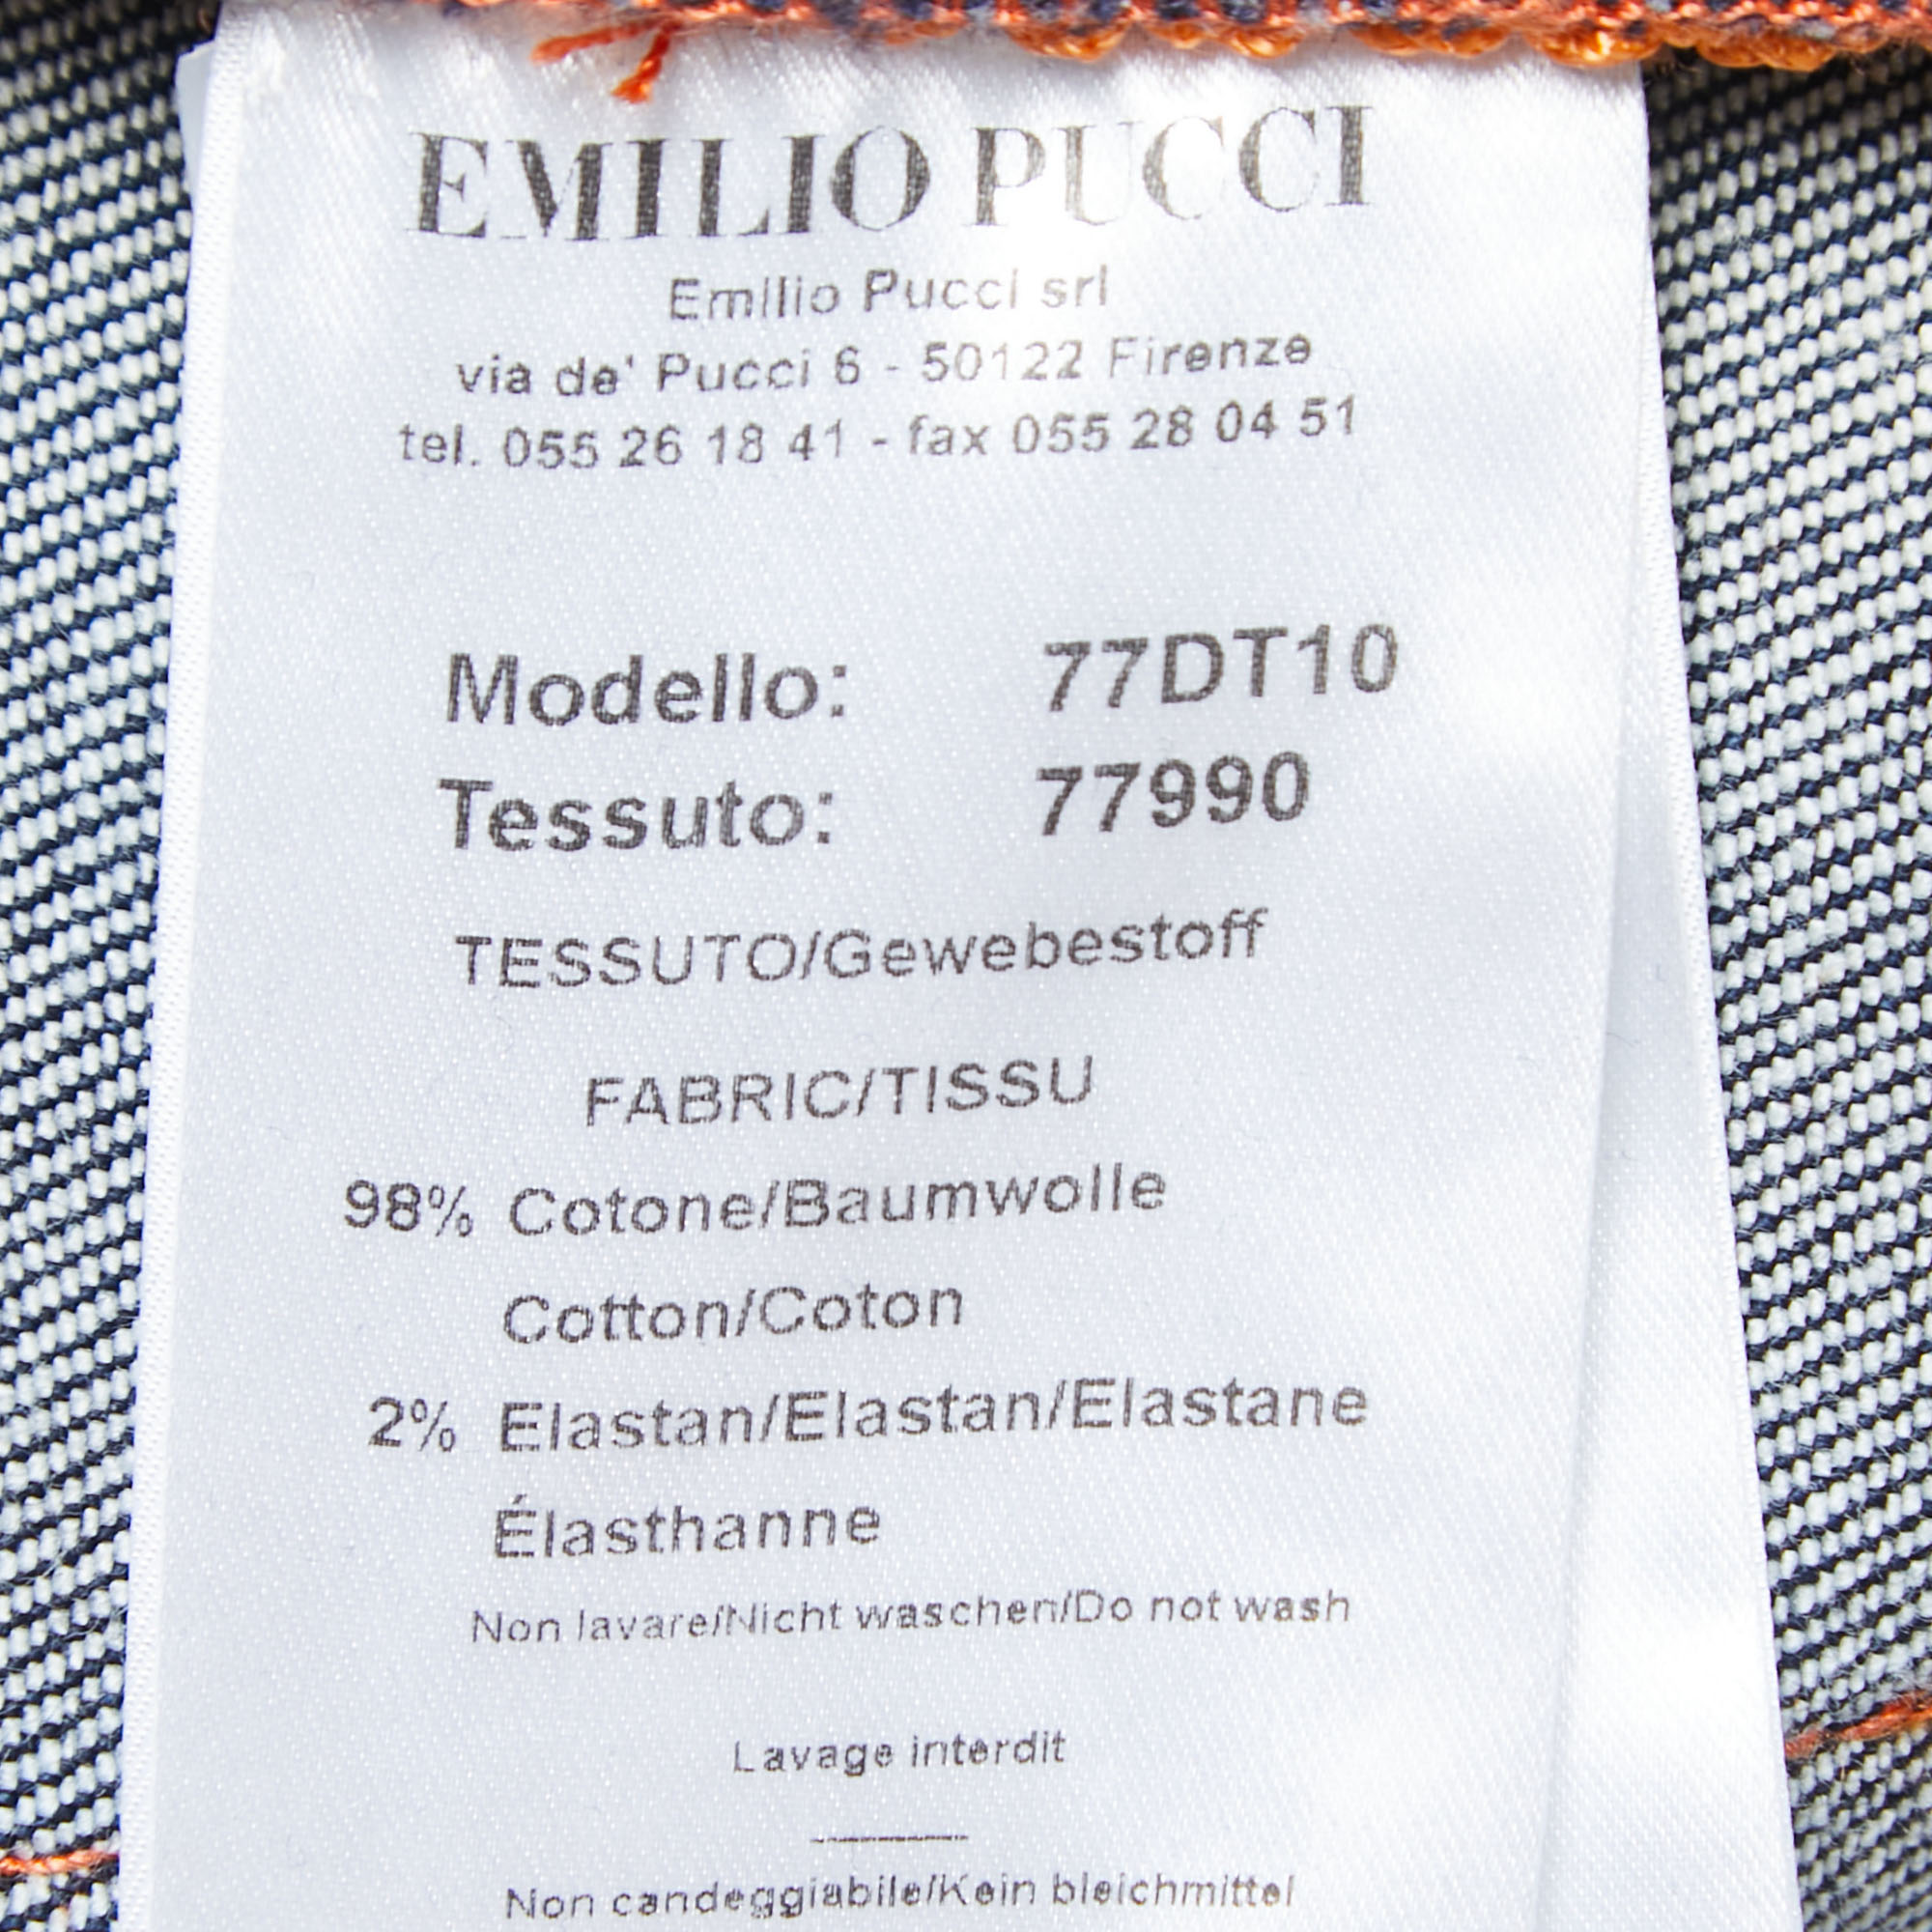 EMILIO PUCCI
Emilio Pucci srl
via de' Pucci 6 - 50122 Firenze
tel. 055 26 18 41 - fax 055 28 04 51
Modello: 77DT10
Tessuto: 77990
TESSUTO/Gewebestoff
FABRIC/TISSU
98% Cotone/Baumwolle
Cotton/Coton
2% Elastan/Elastan/Elastane
Élasthanne
Non lavare/Nicht waschen/Do not wash
Lavage interdit
Non candeggiabile/Kein bleichmittel